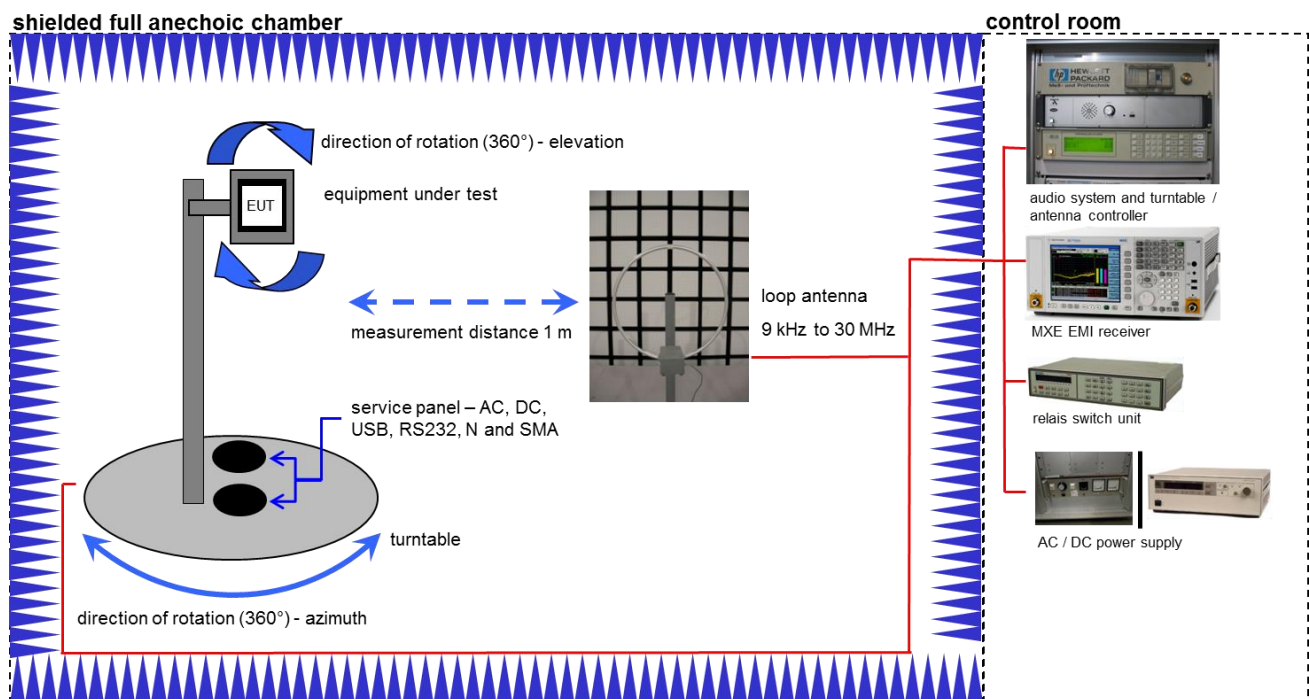 shielded full anechoic chamber
control room
direction of rotation (360°) - elevation
equipment under test
EUT
measurement distance 1 m
loop antenna
9 kHz to 30 MHz
service panel – AC, DC,
USB, RS232, N and SMA
turntable
direction of rotation (360°) - azimuth
HEWLETT
PACKARD
audio system and turntable /
antenna controller
MXE EMI receiver
relais switch unit
AC / DC power supply